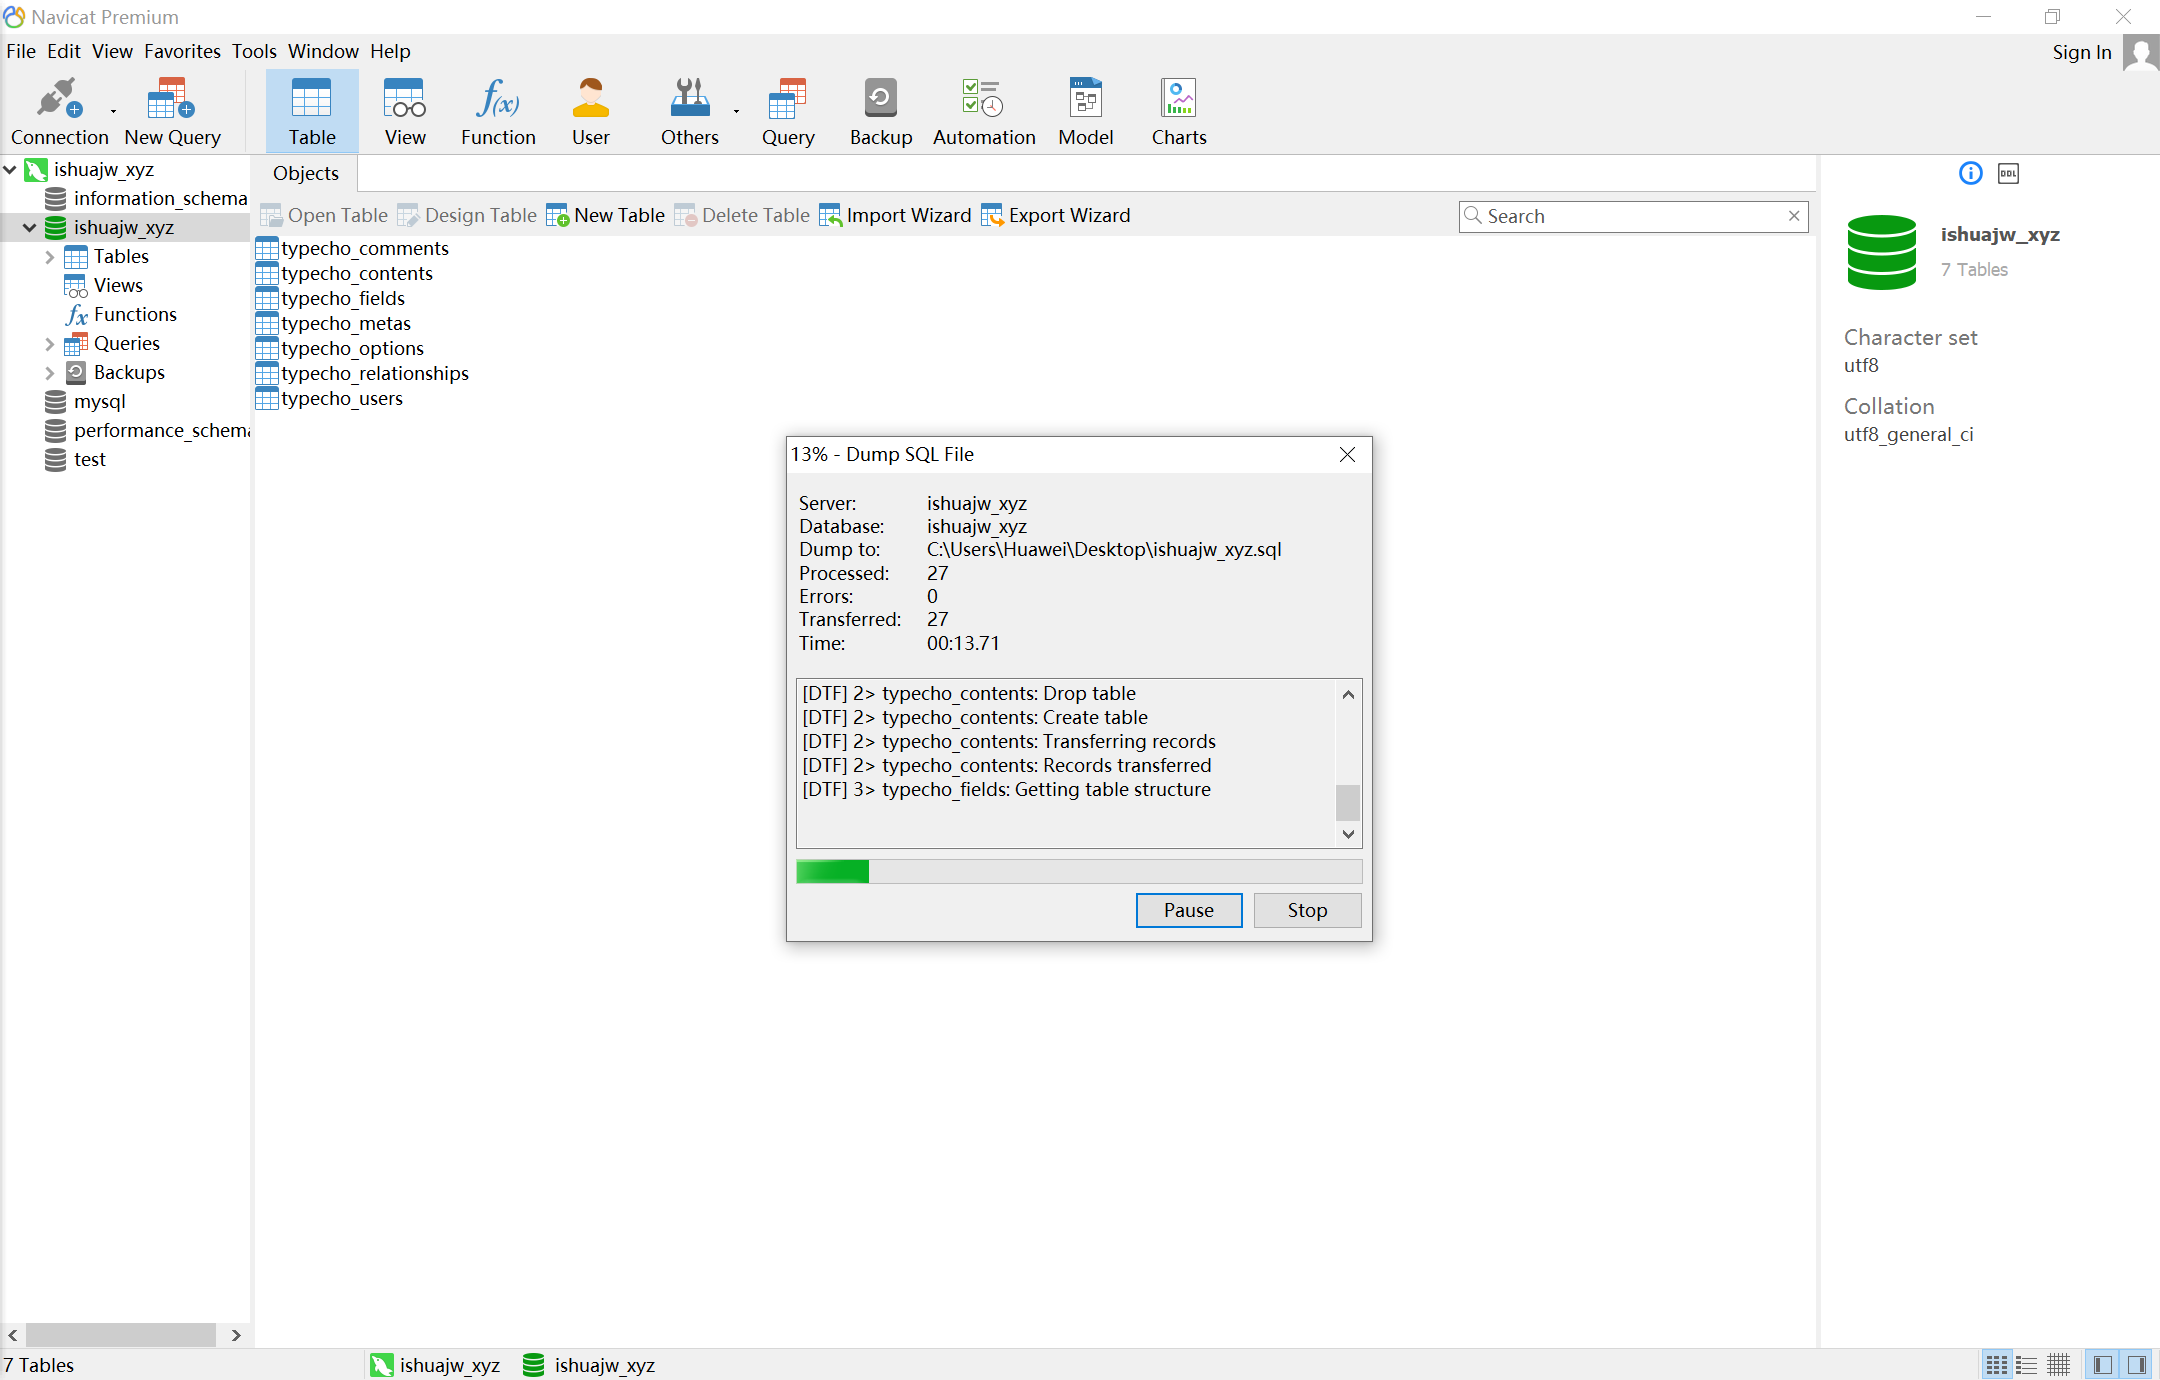 Navicat Premium
File Edit View Favorites Tools Window Help
Sign In
Connection New Query Table View Function User Others Query Backup Automation Model Charts
ishuajw_xyz
information_schema
ishuajw_xyz
Tables
Views
Functions
Queries
Backups
mysql
performance_schema
test
Objects
Open Table Design Table New Table Delete Table Import Wizard Export Wizard
Search
typecho_comments
typecho_contents
typecho_fields
typecho_metas
typecho_options
typecho_relationships
typecho_users
DDL
ishuajw_xyz
7 Tables
Character set
utf8
Collation
utf8_general_ci
13% - Dump SQL File
Server: ishuajw_xyz
Database: ishuajw_xyz
Dump to: C:\Users\Huawei\Desktop\ishuajw_xyz.sql
Processed: 27
Errors: 0
Transferred: 27
Time: 00:13.71
[DTF] 2> typecho_contents: Drop table
[DTF] 2> typecho_contents: Create table
[DTF] 2> typecho_contents: Transferring records
[DTF] 2> typecho_contents: Records transferred
[DTF] 3> typecho_fields: Getting table structure
Pause Stop
7 Tables ishuajw_xyz ishuajw_xyz